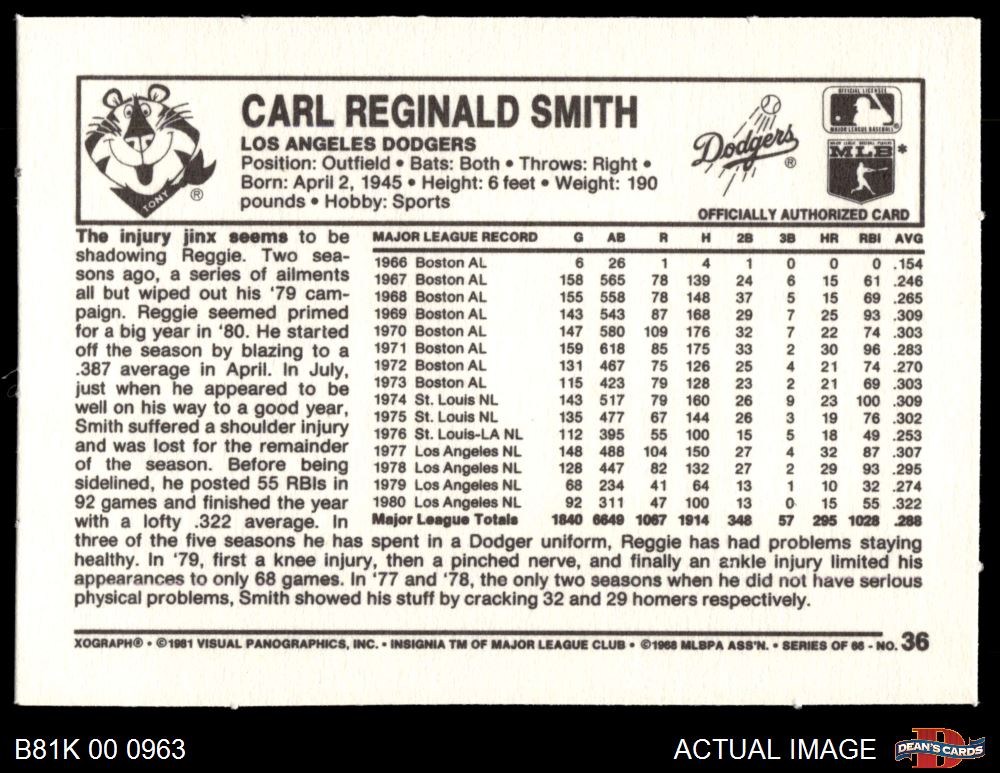 CARL REGINALD SMITH
LOS ANGELES DODGERS
Position: Outfield • Bats: Both • Throws: Right •
Born: April 2, 1945 • Height: 6 feet • Weight: 190
pounds • Hobby: Sports
TONY
®
Dodgers
®
OFFICIAL LICENSEE
MAJOR LEAGUE BASEBALL®
MLB*
OFFICIALLY AUTHORIZED CARD
The injury jinx seems to be
shadowing Reggie. Two sea-
sons ago, a series of ailments
all but wiped out his '79 cam-
paign. Reggie seemed primed
for a big year in '80. He started
off the season by blazing to a
.387 average in April. In July,
just when he appeared to be
well on his way to a good year,
Smith suffered a shoulder injury
and was lost for the remainder
of the season. Before being
sidelined, he posted 55 RBIs in
92 games and finished the year
with a lofty .322 average. In
three of the five seasons he has spent in a Dodger uniform, Reggie has had problems staying
healthy. In '79, first a knee injury, then a pinched nerve, and finally an ankle injury limited his
appearances to only 68 games. In '77 and '78, the only two seasons when he did not have serious
physical problems, Smith showed his stuff by cracking 32 and 29 homers respectively.
MAJOR LEAGUE RECORD G AB R H 2B 3B HR RBI AVG
1966 Boston AL 6 26 1 4 1 0 0 0 .154
1967 Boston AL 158 565 78 139 24 6 15 61 .246
1968 Boston AL 155 558 78 148 37 5 15 69 .265
1969 Boston AL 143 543 87 168 29 7 25 93 .309
1970 Boston AL 147 580 109 176 32 7 22 74 .303
1971 Boston AL 159 618 85 175 33 2 30 96 .283
1972 Boston AL 131 467 75 126 25 4 21 74 .270
1973 Boston AL 115 423 79 128 23 2 21 69 .303
1974 St. Louis NL 143 517 79 160 26 9 23 100 .309
1975 St. Louis NL 135 477 67 144 26 3 19 76 .302
1976 St. Louis-LA NL 112 395 55 100 15 5 18 49 .253
1977 Los Angeles NL 148 488 104 150 27 4 32 87 .307
1978 Los Angeles NL 128 447 82 132 27 2 29 93 .295
1979 Los Angeles NL 68 234 41 64 13 1 10 32 .274
1980 Los Angeles NL 92 311 47 100 13 0 15 55 .322
Major League Totals 1840 6649 1067 1914 348 57 295 1028 .288
XOGRAPH® • ©1981 VISUAL PANOGRAPHICS, INC. • INSIGNIA TM OF MAJOR LEAGUE CLUB • ©1968 MLBPA ASS'N. • SERIES OF 66 - NO. 36
B81K 00 0963
ACTUAL IMAGE
DEAN'S CARDS